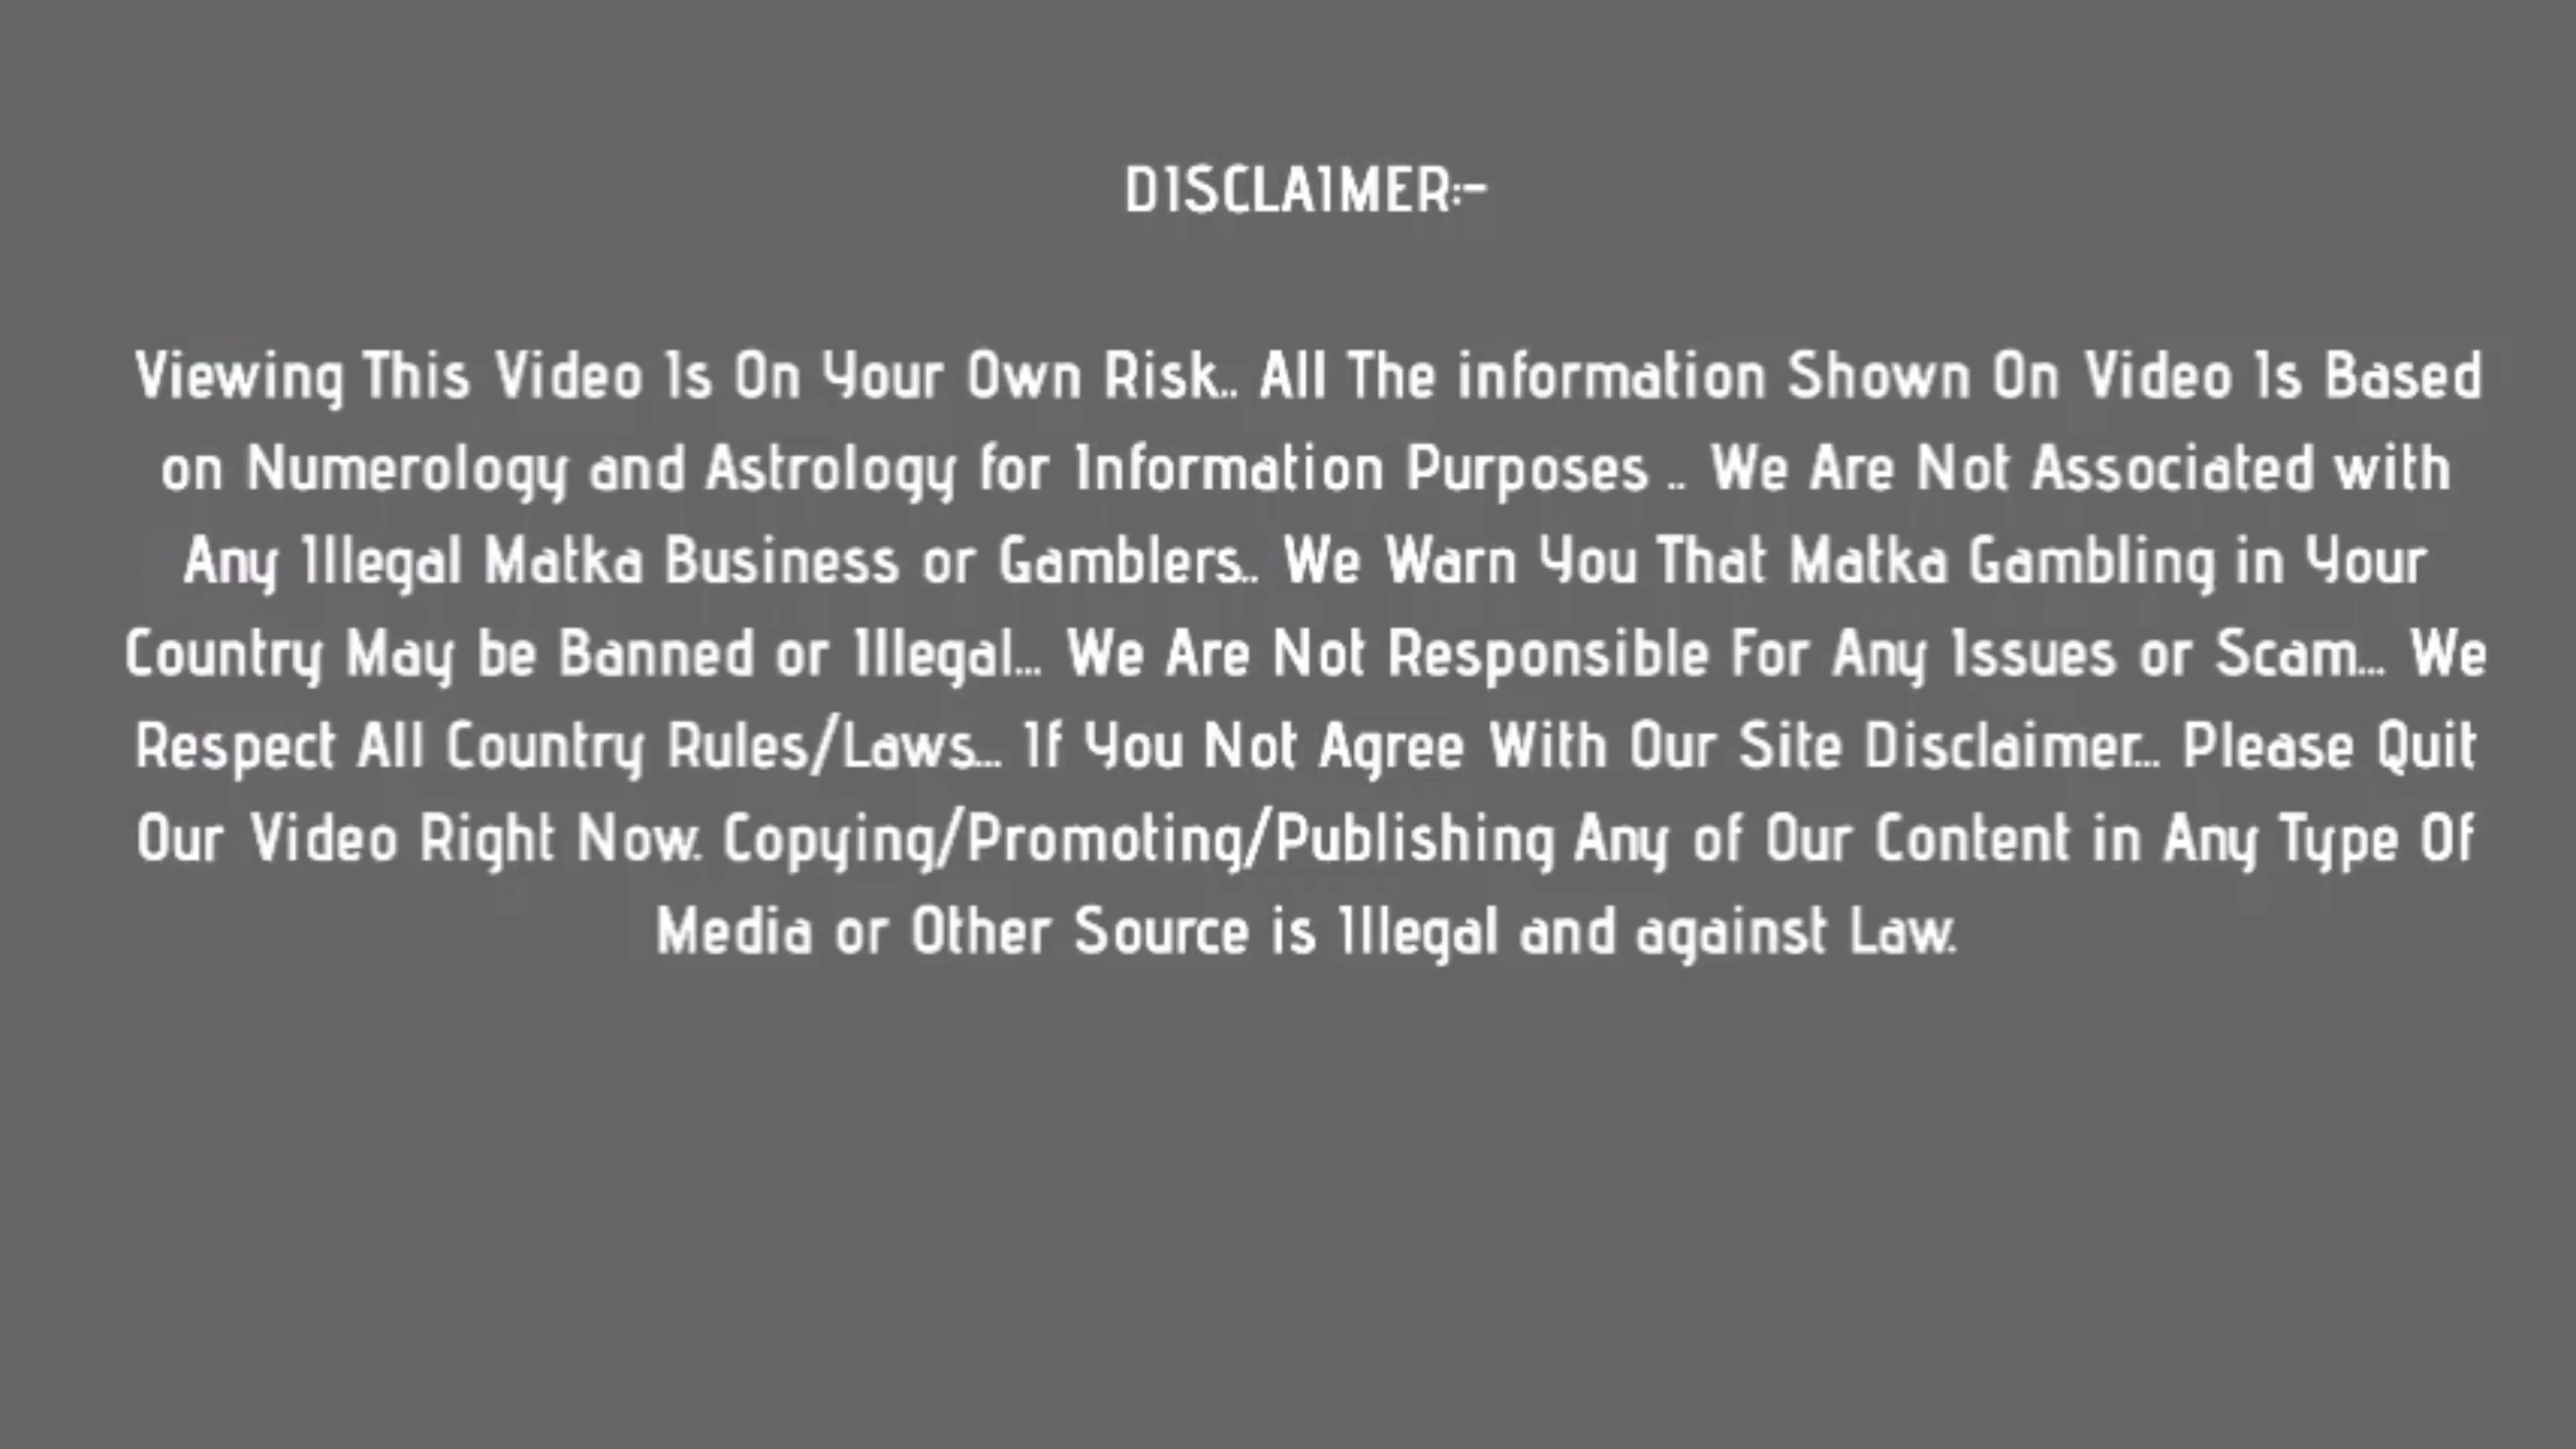 DISCLAIMER:-
Viewing This Video Is On Your Own Risk.. All The information Shown On Video Is Based
on Numerology and Astrology for Information Purposes .. We Are Not Associated with
Any Illegal Matka Business or Gamblers.. We Warn You That Matka Gambling in Your
Country May be Banned or Illegal... We Are Not Responsible For Any Issues or Scam... We
Respect All Country Rules/Laws... If You Not Agree With Our Site Disclaimer... Please Quit
Our Video Right Now. Copying/Promoting/Publishing Any of Our Content in Any Type Of
Media or Other Source is Illegal and against Law.